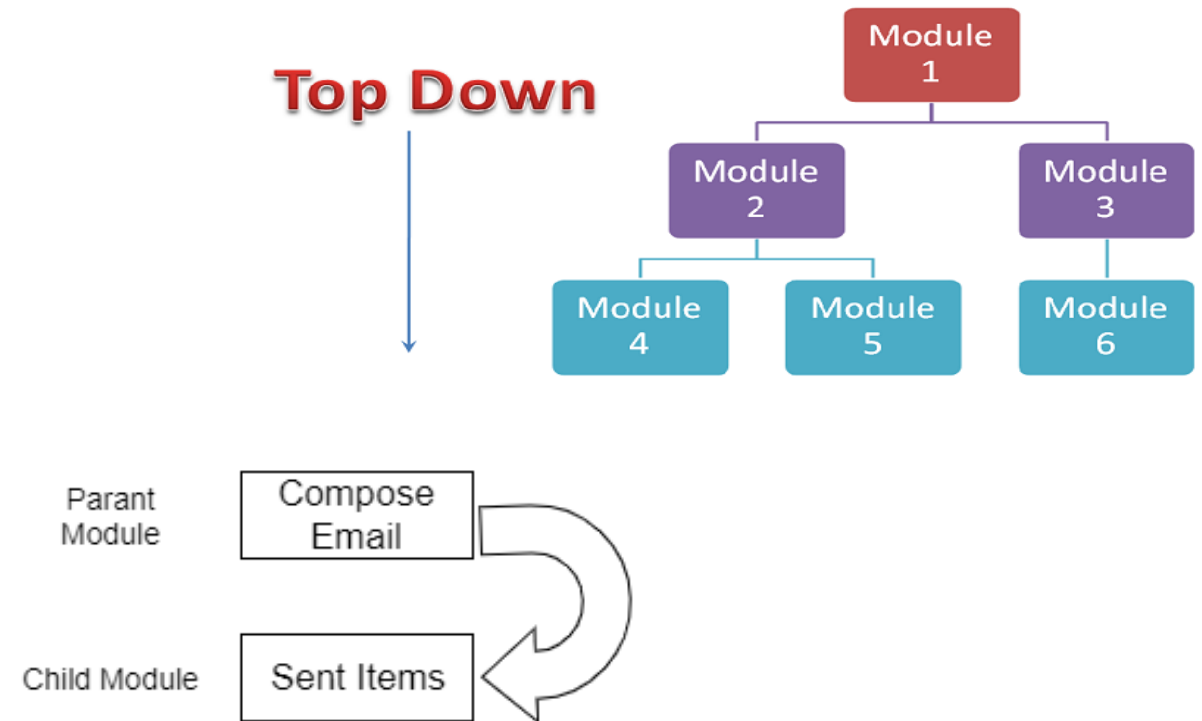 Top Down
Module
1
Module
2
Module
3
Module
4
Module
5
Module
6
Parant
Module
Compose
Email
Child Module
Sent Items